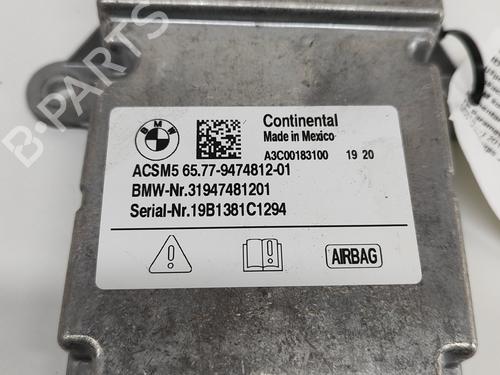 B-PARTS
BMW
Continental
Made in Mexico
A3C00183100 19 20
ACSM5 65.77-9474812-01
BMW-Nr.31947481201
Serial-Nr.19B1381C1294
AIRBAG